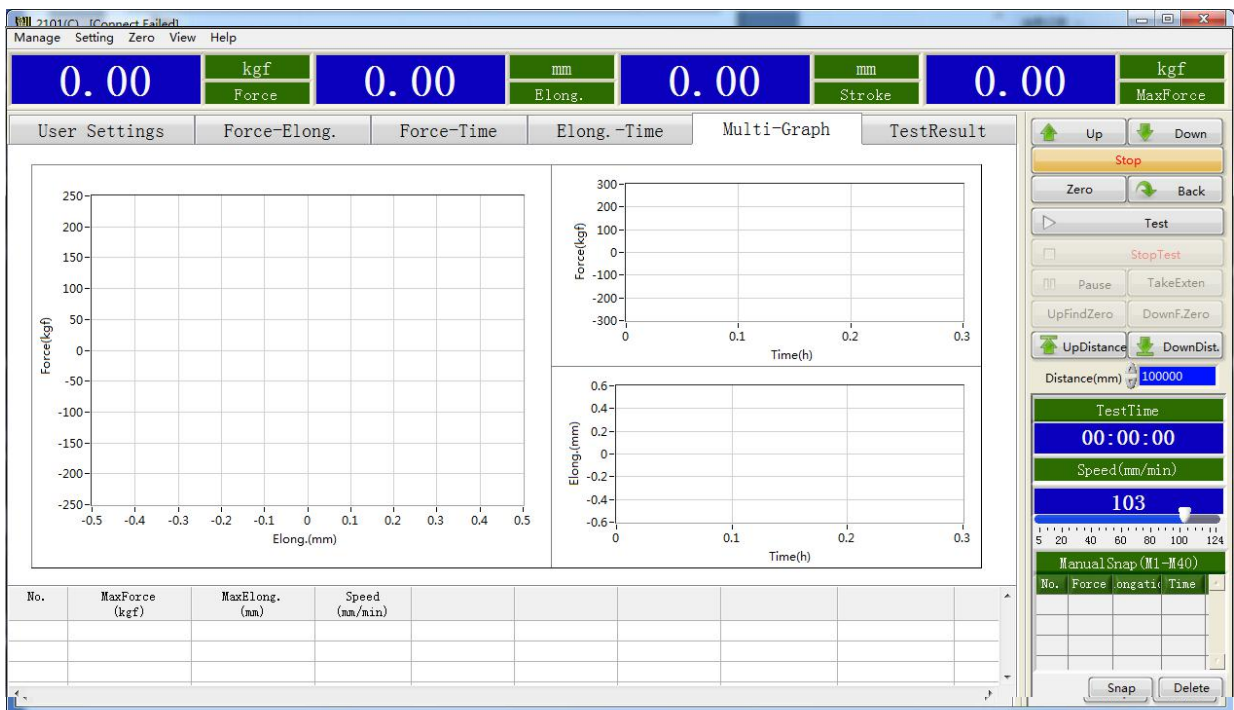 2101(C) [Connect Failed]
Manage Setting Zero View Help
0.00 kgf Force 0.00 mm Elong. 0.00 mm Stroke 0.00 kgf MaxForce
User Settings Force-Elong. Force-Time Elong.-Time Multi-Graph TestResult
250
200
150
100
50
0
-50
-100
-150
-200
-250
Force(kgf)
-0.5 -0.4 -0.3 -0.2 -0.1 0 0.1 0.2 0.3 0.4 0.5
Elong.(mm)
300
200
100
0
-100
-200
-300
Force(kgf)
0 0.1 0.2 0.3
Time(h)
0.6
0.4
0.2
0
-0.2
-0.4
-0.6
Elong.(mm)
0 0.1 0.2 0.3
Time(h)
No. MaxForce (kgf) MaxElong. (mm) Speed (mm/min)
Up Down
Stop
Zero Back
Test
StopTest
Pause TakeExten
UpFindZero DownF.Zero
UpDistance DownDist.
Distance(mm) 100000
TestTime
00:00:00
Speed(mm/min)
103
5 20 40 60 80 100 124
ManualSnap(M1-M40)
No. Force ongati Time
Snap Delete